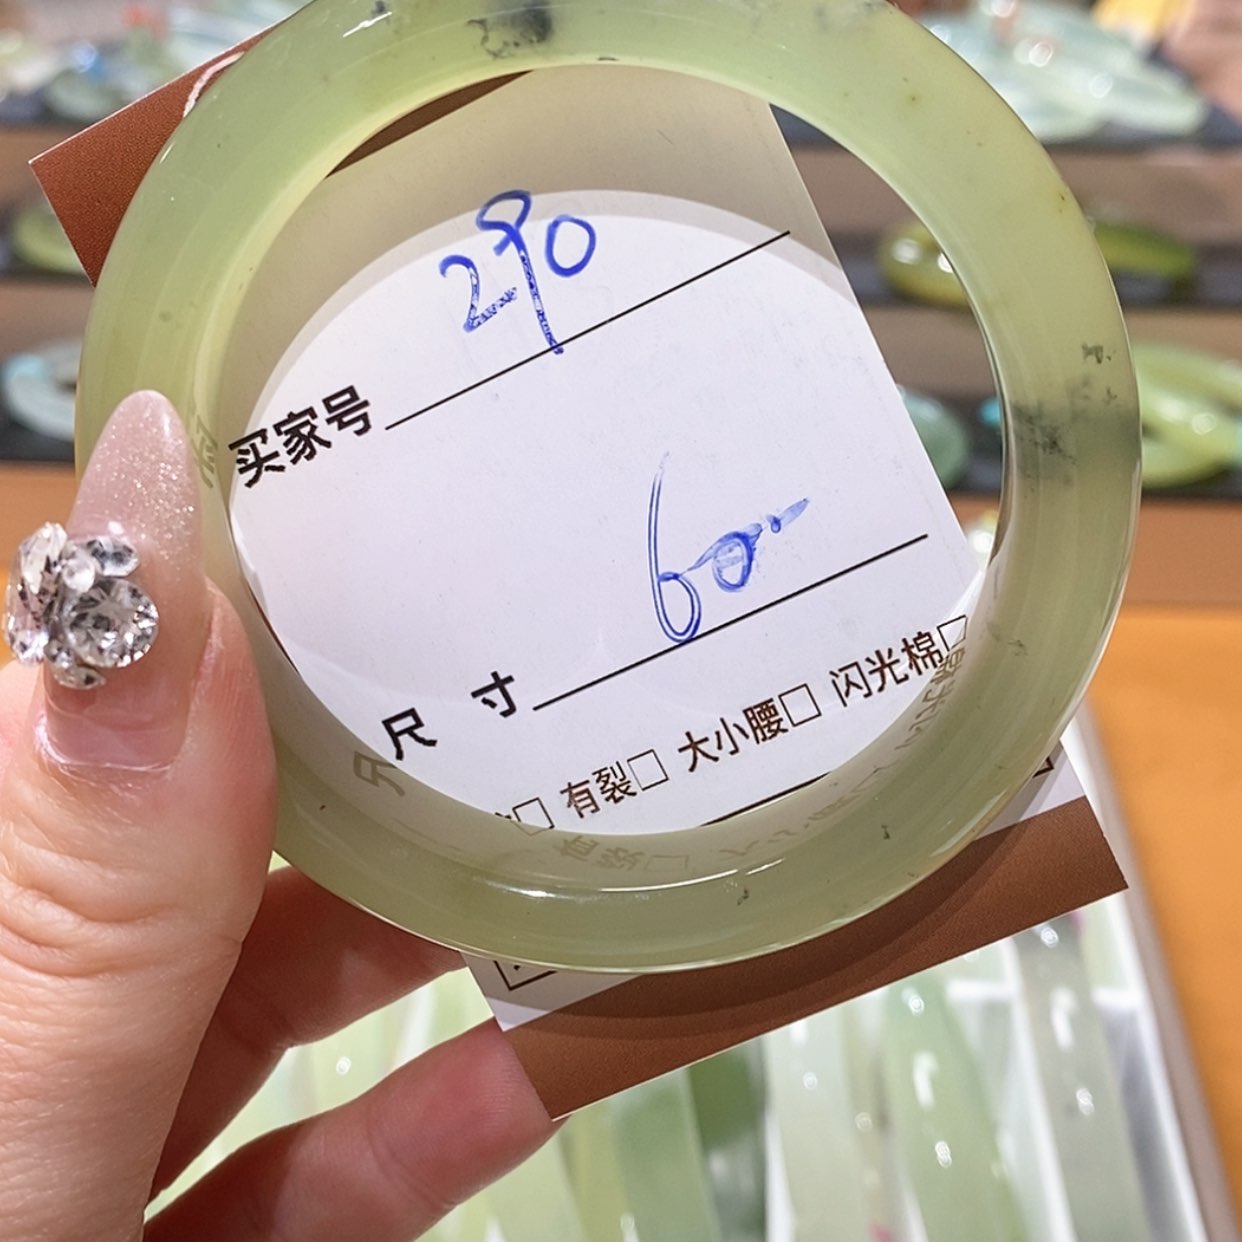 290
买家号
60
尺 寸
有裂□ 大小腰□ 闪光棉□